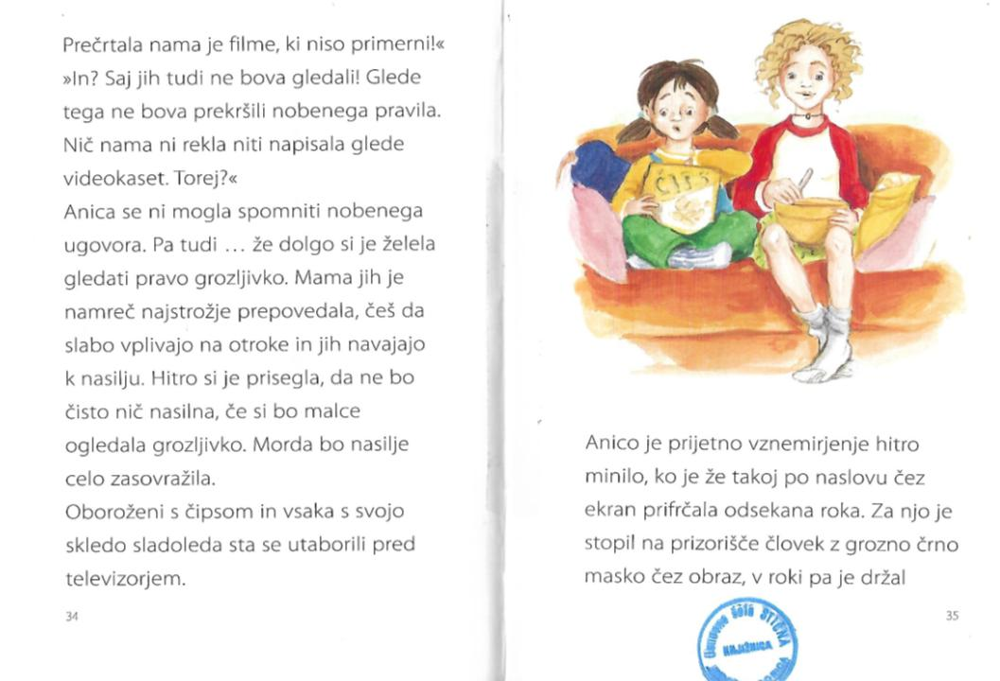 Prečrtala nama je filme, ki niso primerni!«
»In? Saj jih tudi ne bova gledali! Glede
tega ne bova prekršili nobenega pravila.
Nič nama ni rekla niti napisala glede
videokaset. Torej?«
Anica se ni mogla spomniti nobenega
ugovora. Pa tudi … že dolgo si je želela
gledati pravo grozljivko. Mama jih je
namreč najstrožje prepovedala, češ da
slabo vplivajo na otroke in jih navajajo
k nasilju. Hitro si je prisegla, da ne bo
čisto nič nasilna, če si bo malce
ogledala grozljivko. Morda bo nasilje
celo zasovražila.
Oboroženi s čipsom in vsaka s svojo
skledo sladoleda sta se utaborili pred
televizorjem.
34
ČIPS
Anico je prijetno vznemirjenje hitro
minilo, ko je že takoj po naslovu čez
ekran prifrčala odsekana roka. Za njo je
stopil na prizorišče človek z grozno črno
masko čez obraz, v roki pa je držal
35
Osnovna šola STIČNA
KNJIŽNICA